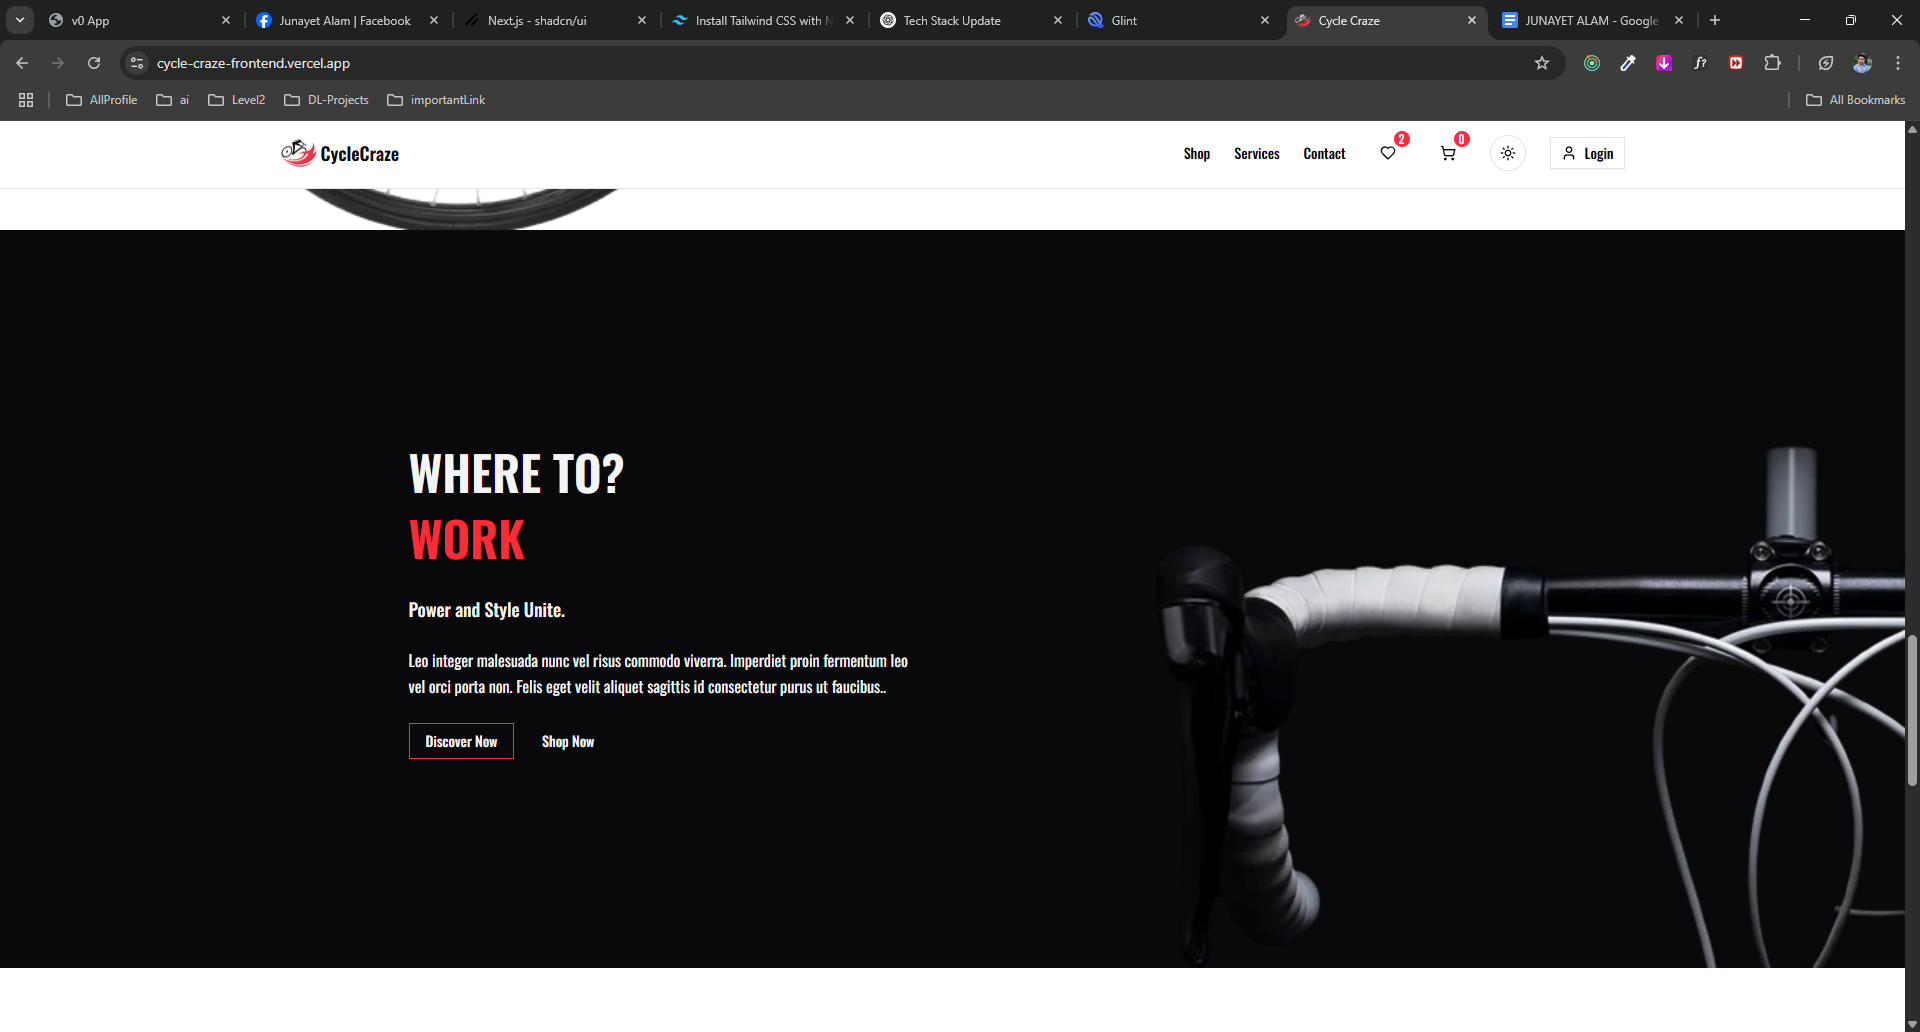 v0 App
Junayet Alam | Facebook
Next.js - shadcn/ui
Install Tailwind CSS with N
Tech Stack Update
Glint
Cycle Craze
JUNAYET ALAM - Google
cycle-craze-frontend.vercel.app
f?
AllProfile
ai
Level2
DL-Projects
importantLink
All Bookmarks
CycleCraze
Shop
Services
Contact
2
0
Login
WHERE TO?
WORK
Power and Style Unite.
Leo integer malesuada nunc vel risus commodo viverra. Imperdiet proin fermentum leo
vel orci porta non. Felis eget velit aliquet sagittis id consectetur purus ut faucibus..
Discover Now
Shop Now